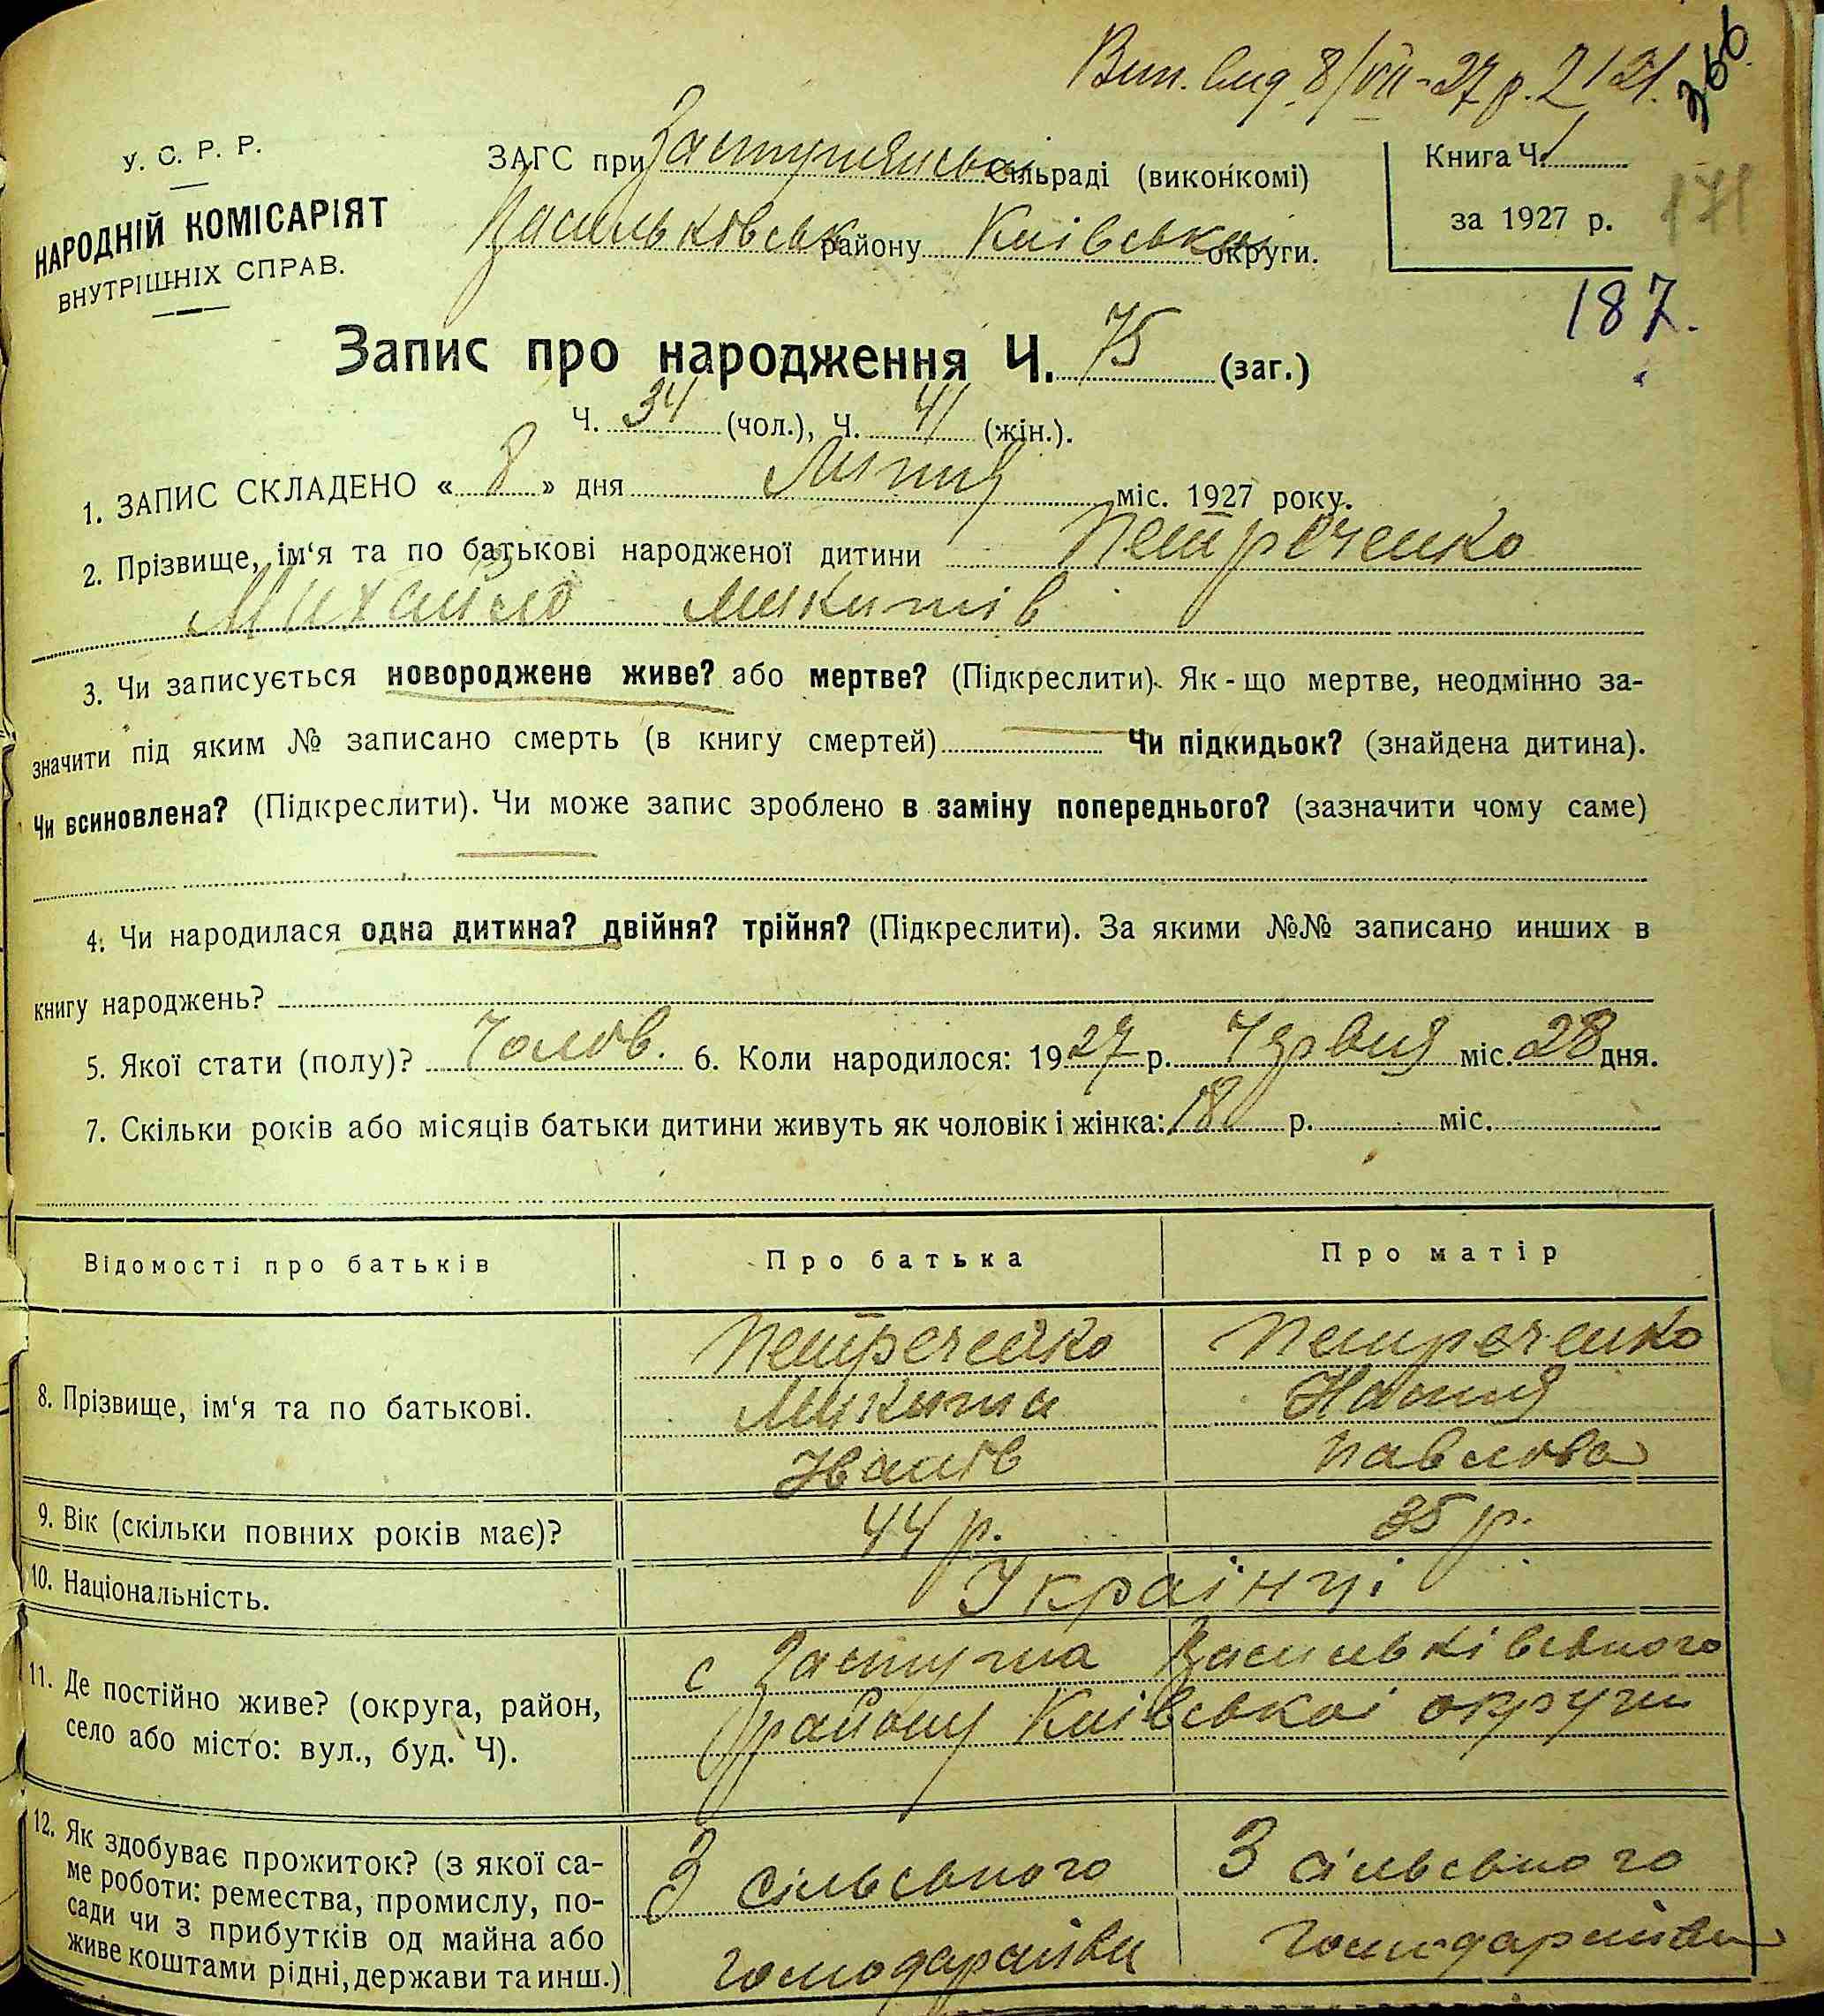 Вип. вид. 8/VII-27 р. 2121.
366
У. С. Р. Р.
НАРОДНІЙ КОМІСАРІЯТ
ВНУТРІШНІХ СПРАВ.
ЗАГС при Застугнянській сільраді (виконкомі)
Васильківськ району Київської округи.
Книга Ч. 1
за 1927 р.
171
187.
Запис про народження Ч. 75 (заг.)
Ч. 34 (чол.), Ч. 41 (жін.).
1. ЗАПИС СКЛАДЕНО « 8 » дня Липня міс. 1927 року.
2. Прізвище, ім‘я та по батькові народженої дитини Петреченко
Михайло Микитів
3. Чи записується новороджене живе? або мертве? (Підкреслити). Як-що мертве, неодмінно за-
значити під яким № записано смерть (в книгу смертей) — Чи підкидьок? (знайдена дитина).
Чи всиновлена? (Підкреслити). Чи може запис зроблено в заміну попереднього? (зазначити чому саме)
—
4. Чи народилася одна дитина? двійня? трійня? (Підкреслити). За якими №№ записано инших в
книгу народжень?
5. Якої стати (полу)? Чолов. 6. Коли народилося: 1927 р. Червня міс. 28 дня.
7. Скільки років або місяців батьки дитини живуть як чоловік і жінка: 18 р. міс.
Відомості про батьків Про батька Про матір
8. Прізвище, ім‘я та по батькові.
Петреченко Петреченко
Микита Настя
Іванів Павлова
9. Вік (скільки повних років має)? 44 р. 35 р.
10. Національність. Українці
11. Де постійно живе? (округа, район,
село або місто: вул., буд. Ч).
с Застугна Васильківського
району Київської округи
12. Як здобуває прожиток? (з якої са-
ме роботи: ремества, промислу, по-
сади чи з прибутків од майна або
живе коштами рідні, держави та инш.)
З сільського З сільського
господарства господарства